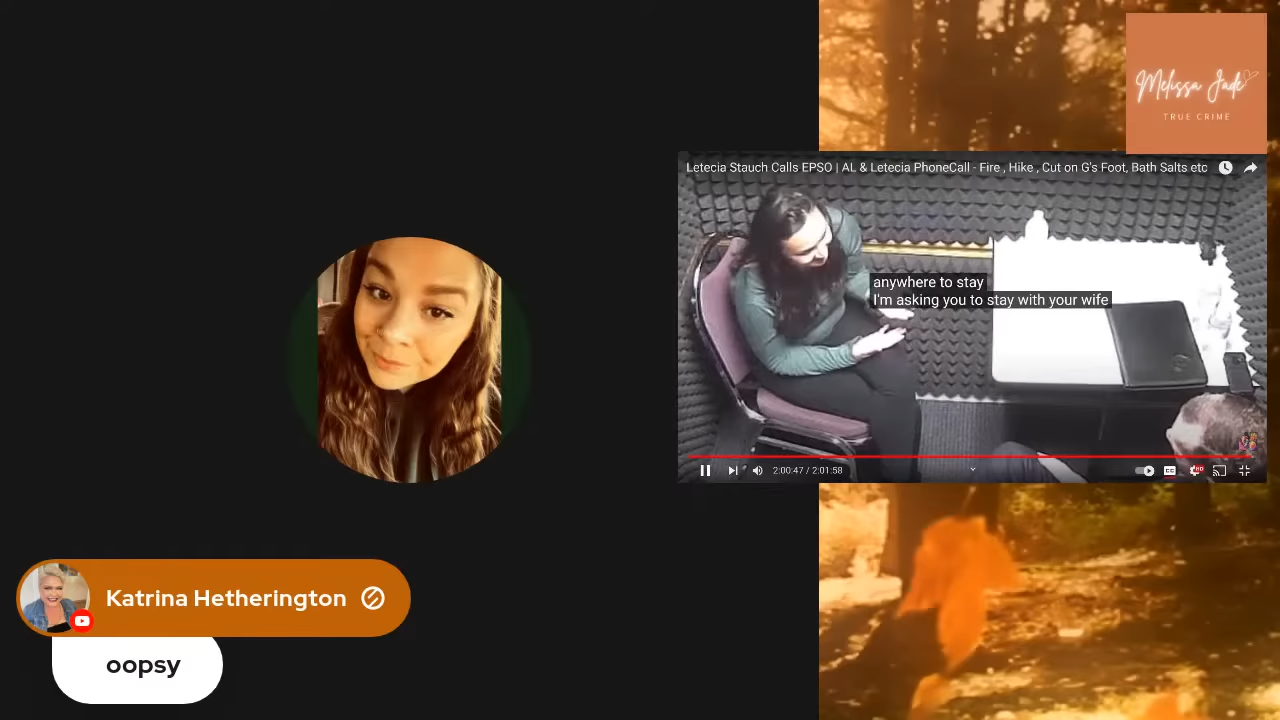 Melissa Jade
TRUE CRIME
Letecia Stauch Calls EPSO | AL & Letecia PhoneCall - Fire , Hike , Cut on G's Foot, Bath Salts etc
anywhere to stay
I'm asking you to stay with your wife
2:00:47 / 2:01:58
CC
HD
Katrina Hetherington
oopsy